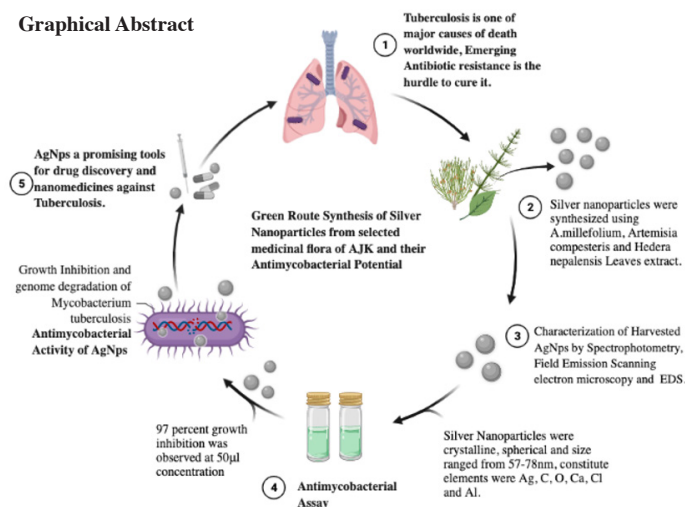 Graphical Abstract
1
Tuberculosis is one of
major causes of death
worldwide, Emerging
Antibiotic resistance is the
hurdle to cure it.
2
Silver nanoparticles were
synthesized using
A.millefolium, Artemisia
compesteris and Hedera
nepalensis Leaves extract.
3
Characterization of Harvested
AgNps by Spectrophotometry,
Field Emission Scanning
electron microscopy and EDS.
Silver Nanoparticles were
crystalline, spherical and size
ranged from 57-78nm, constitute
elements were Ag, C, O, Ca, Cl
and Al.
4
Antimycobacterial
Assay
97 percent growth
inhibition was
observed at 50µl
concentration
Growth Inhibition and
genome degradation of
Mycobacterium
tuberculosis
Antimycobacterial
Activity of AgNps
5
AgNps a promising tools
for drug discovery and
nanomedicines against
Tuberculosis.
Green Route Synthesis of Silver
Nanoparticles from selected
medicinal flora of AJK and their
Antimycobacterial Potential